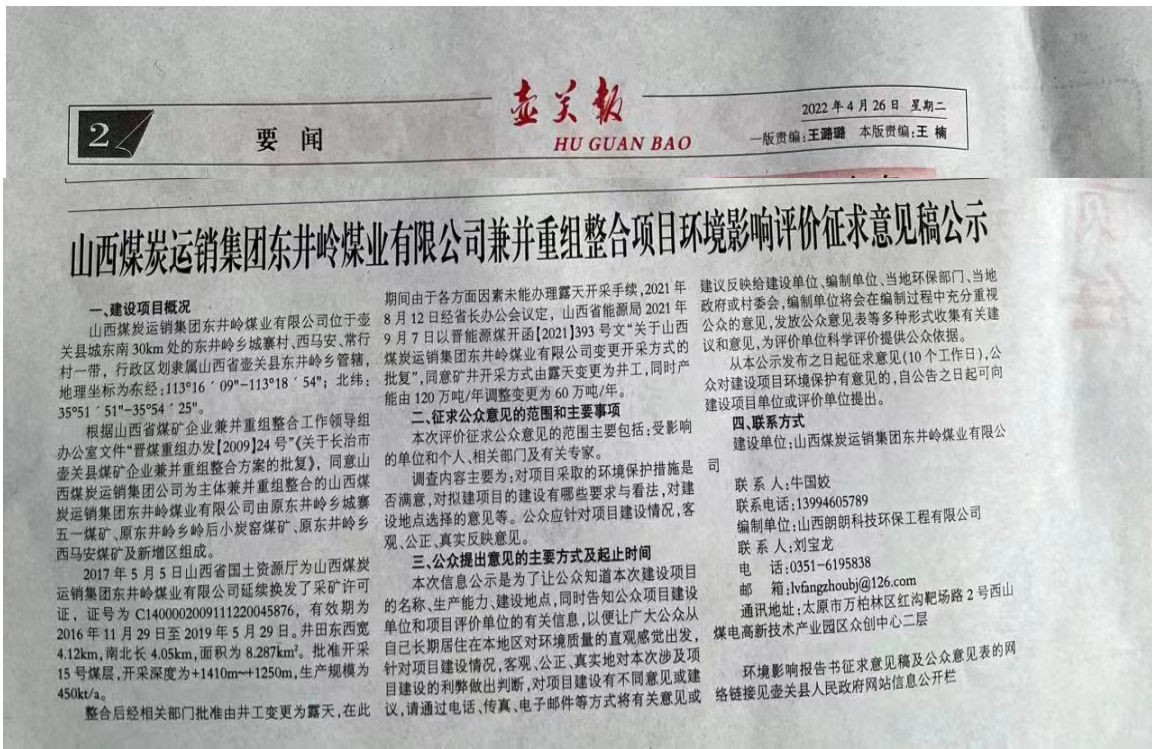 2
要闻
壶关报
HU GUAN BAO
2022年4月26日 星期二
一版责编:王潞璐 本版责编:王 楠
山西煤炭运销集团东井岭煤业有限公司兼并重组整合项目环境影响评价征求意见稿公示
一、建设项目概况
山西煤炭运销集团东井岭煤业有限公司位于壶
关县城东南30km处的东井岭乡城寨村、西马安、常行
村一带，行政区划隶属山西省壶关县东井岭乡管辖，
地理坐标为东经:113°16′09"-113°18′54"；北纬:
35°51′51"-35°54′25"。
根据山西省煤矿企业兼并重组整合工作领导组
办公室文件“晋煤重组办发【2009】24号”《关于长治市
壶关县煤矿企业兼并重组整合方案的批复》，同意山
西煤炭运销集团公司为主体兼并重组整合的山西煤
炭运销集团东井岭煤业有限公司由原东井岭乡城寨
五一煤矿、原东井岭乡岭后小炭窑煤矿、原东井岭乡
西马安煤矿及新增区组成。
2017年5月5日山西省国土资源厅为山西煤炭
运销集团东井岭煤业有限公司延续换发了采矿许可
证，证号为C1400002009111220045876，有效期为
2016年11月29日至2019年5月29日。井田东西宽
4.12km,南北长4.05km,面积为8.287km²。批准开采
15号煤层,开采深度为+1410m~+1250m,生产规模为
450kt/a。
整合后经相关部门批准由井工变更为露天,在此
期间由于各方面因素未能办理露天开采手续,2021年
8月12日经省长办公会议定，山西省能源局2021年
9月7日以晋能源煤开函【2021】393号文“关于山西
煤炭运销集团东井岭煤业有限公司变更开采方式的
批复”,同意矿井开采方式由露天变更为井工,同时产
能由120万吨/年调整变更为60万吨/年。
二、征求公众意见的范围和主要事项
本次评价征求公众意见的范围主要包括:受影响
的单位和个人、相关部门及有关专家。
调查内容主要为:对项目采取的环境保护措施是
否满意,对拟建项目的建设有哪些要求与看法,对建
设地点选择的意见等。公众应针对项目建设情况,客
观、公正、真实反映意见。
三、公众提出意见的主要方式及起止时间
本次信息公示是为了让公众知道本次建设项目
的名称、生产能力、建设地点,同时告知公众项目建设
单位和项目评价单位的有关信息,以便让广大公众从
自己长期居住在本地区对环境质量的直观感觉出发,
针对项目建设情况,客观、公正、真实地对本次涉及项
目建设的利弊做出判断,对项目建设有不同意见或建
议,请通过电话、传真、电子邮件等方式将有关意见或
建议反映给建设单位、编制单位、当地环保部门、当地
政府或村委会,编制单位将会在编制过程中充分重视
公众的意见,发放公众意见表等多种形式收集有关建
议和意见,为评价单位科学评价提供公众依据。
从本公示发布之日起征求意见(10个工作日),公
众对建设项目环境保护有意见的,自公告之日起可向
建设项目单位或评价单位提出。
四、联系方式
建设单位:山西煤炭运销集团东井岭煤业有限公
司
联系人:牛国姣
联系电话:13994605789
编制单位:山西朗朗科技环保工程有限公司
联系人:刘宝龙
电 话:0351-6195838
邮 箱:lvfangzhoubj@126.com
通讯地址:太原市万柏林区红沟靶场路2号西山
煤电高新技术产业园区众创中心二层
环境影响报告书征求意见稿及公众意见表的网
络链接见壶关县人民政府网站信息公开栏